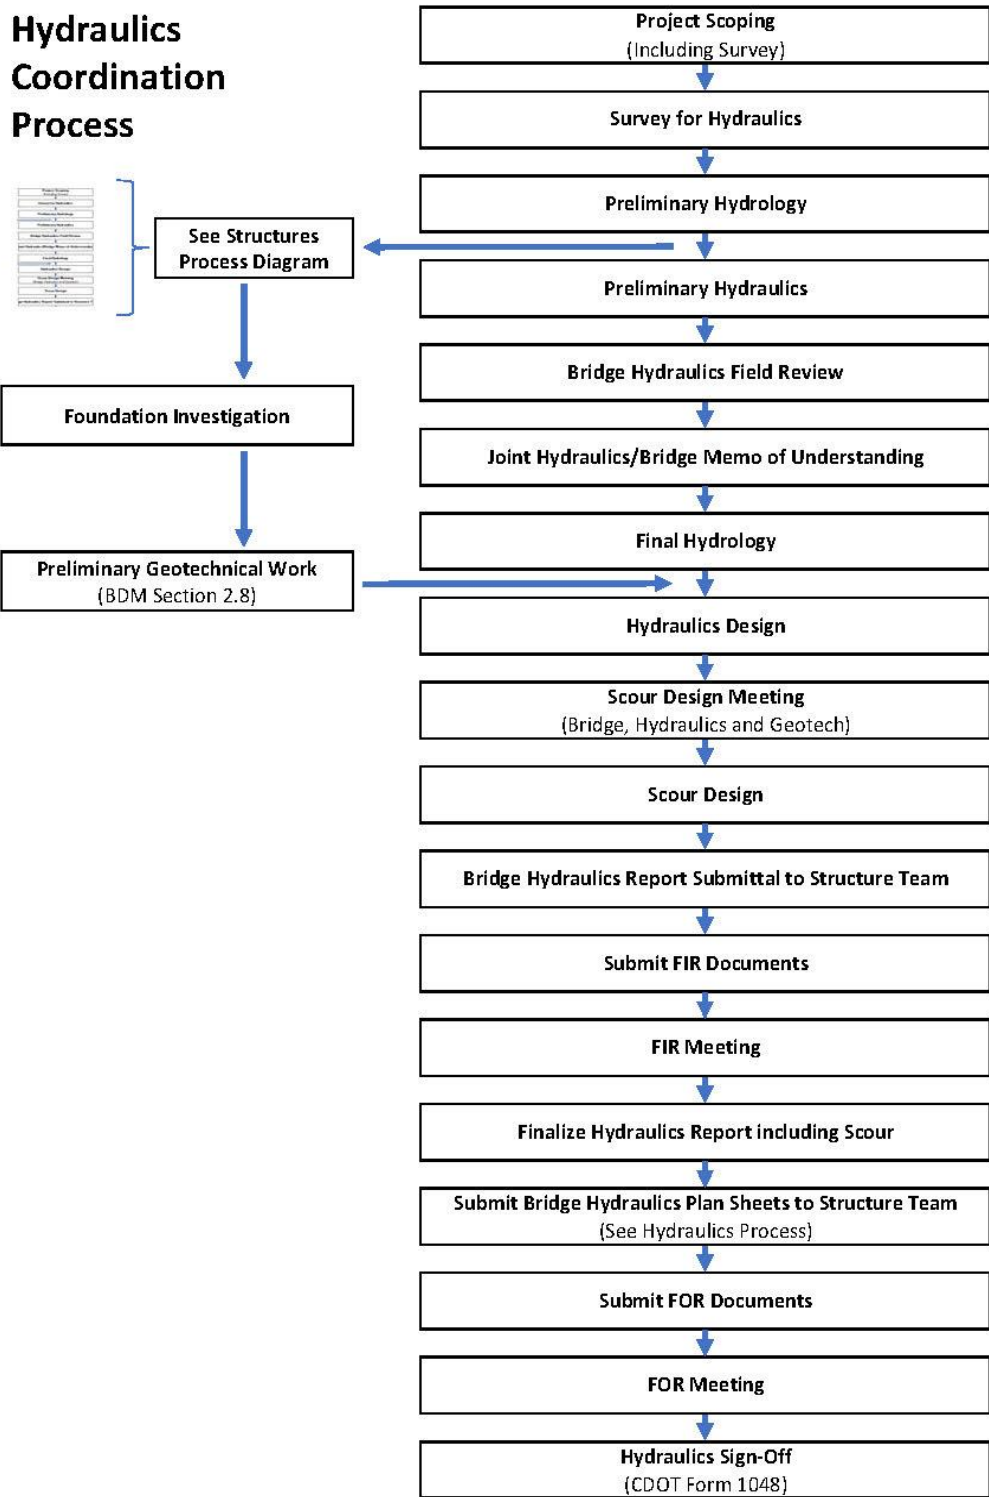 Hydraulics
Coordination
Process
Project Scoping
(Including Survey)
Survey for Hydraulics
Preliminary Hydrology
See Structures
Process Diagram
Preliminary Hydraulics
Bridge Hydraulics Field Review
Foundation Investigation
Joint Hydraulics/Bridge Memo of Understanding
Final Hydrology
Preliminary Geotechnical Work
(BDM Section 2.8)
Hydraulics Design
Scour Design Meeting
(Bridge, Hydraulics and Geotech)
Scour Design
Bridge Hydraulics Report Submittal to Structure Team
Submit FIR Documents
FIR Meeting
Finalize Hydraulics Report including Scour
Submit Bridge Hydraulics Plan Sheets to Structure Team
(See Hydraulics Process)
Submit FOR Documents
FOR Meeting
Hydraulics Sign-Off
(CDOT Form 1048)